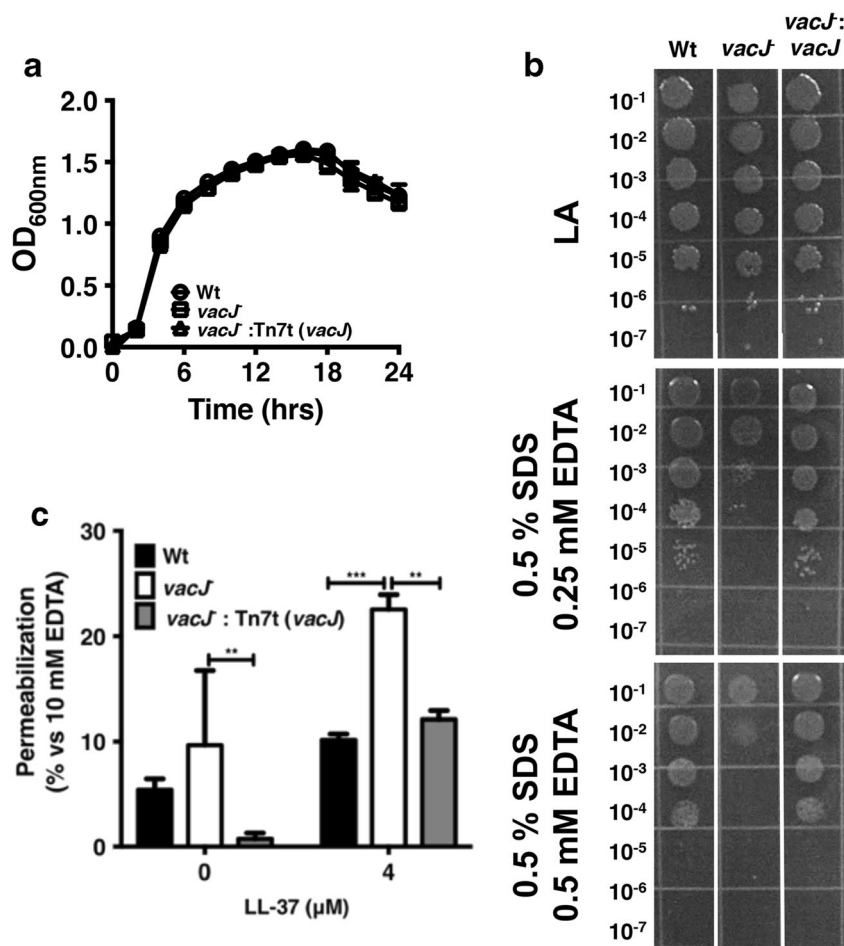 a
2.0
1.5
1.0
0.5
0.0
OD600nm
0 6 12 18 24
Time (hrs)
Wt
vacJ-
vacJ- :Tn7t (vacJ)
b
Wt vacJ- vacJ-: vacJ
LA
10-1
10-2
10-3
10-4
10-5
10-6
10-7
0.5 % SDS
0.25 mM EDTA
10-1
10-2
10-3
10-4
10-5
10-6
10-7
0.5 % SDS
0.5 mM EDTA
10-1
10-2
10-3
10-4
10-5
10-6
10-7
c
30
20
10
0
Permeabilization
(% vs 10 mM EDTA)
Wt
vacJ-
vacJ- : Tn7t (vacJ)
**
*** **
0 4
LL-37 (µM)